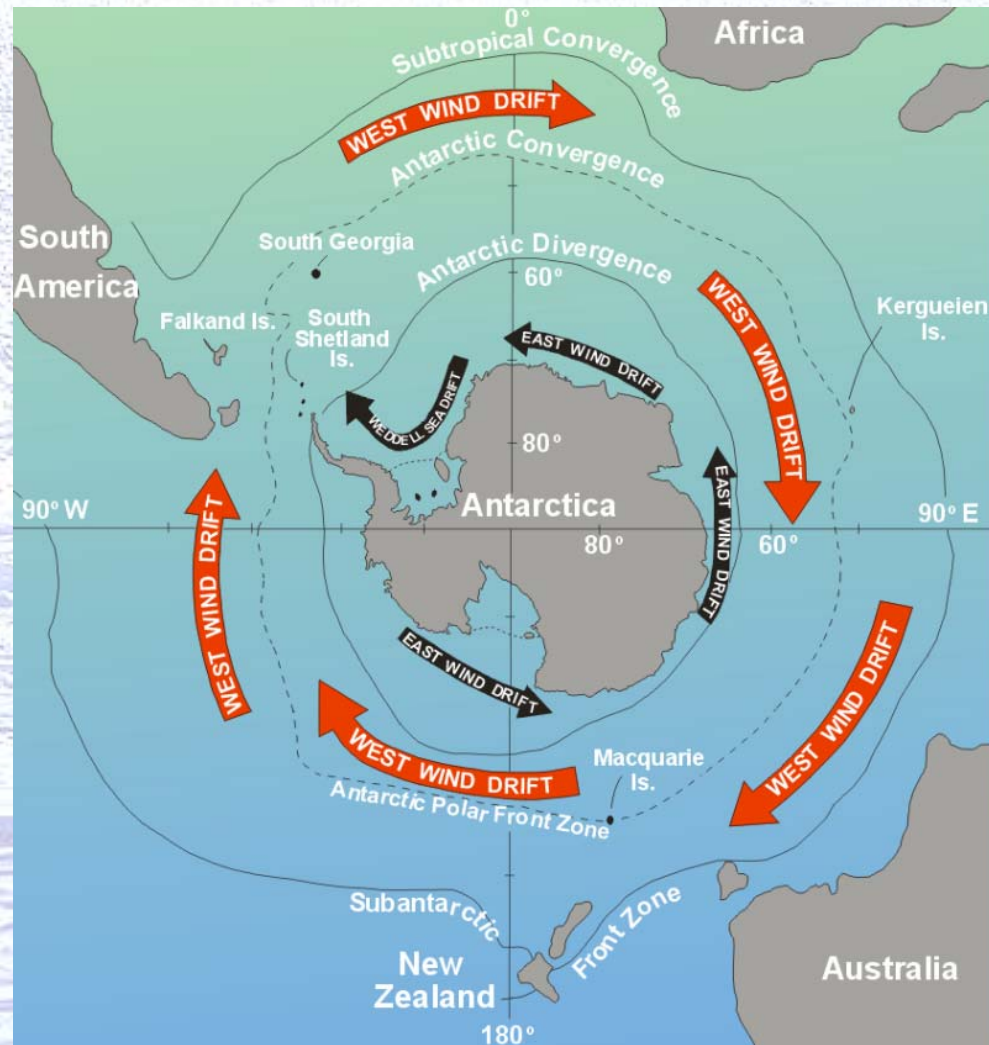 0°
Africa
Subtropical Convergence
WEST WIND DRIFT
Antarctic Convergence
South
America
South Georgia
Antarctic Divergence
60°
WEST WIND DRIFT
Kergueien
Is.
Falkand Is.
South
Shetland
Is.
EAST WIND DRIFT
WEDDELL SEA DRIFT
80°
90° W
Antarctica
80°
60°
90° E
EAST WIND DRIFT
WEST WIND DRIFT
EAST WIND DRIFT
WEST WIND DRIFT
WEST WIND DRIFT
Macquarie
Is.
Antarctic Polar Front Zone
Subantarctic
Front Zone
New
Zealand
Australia
180°